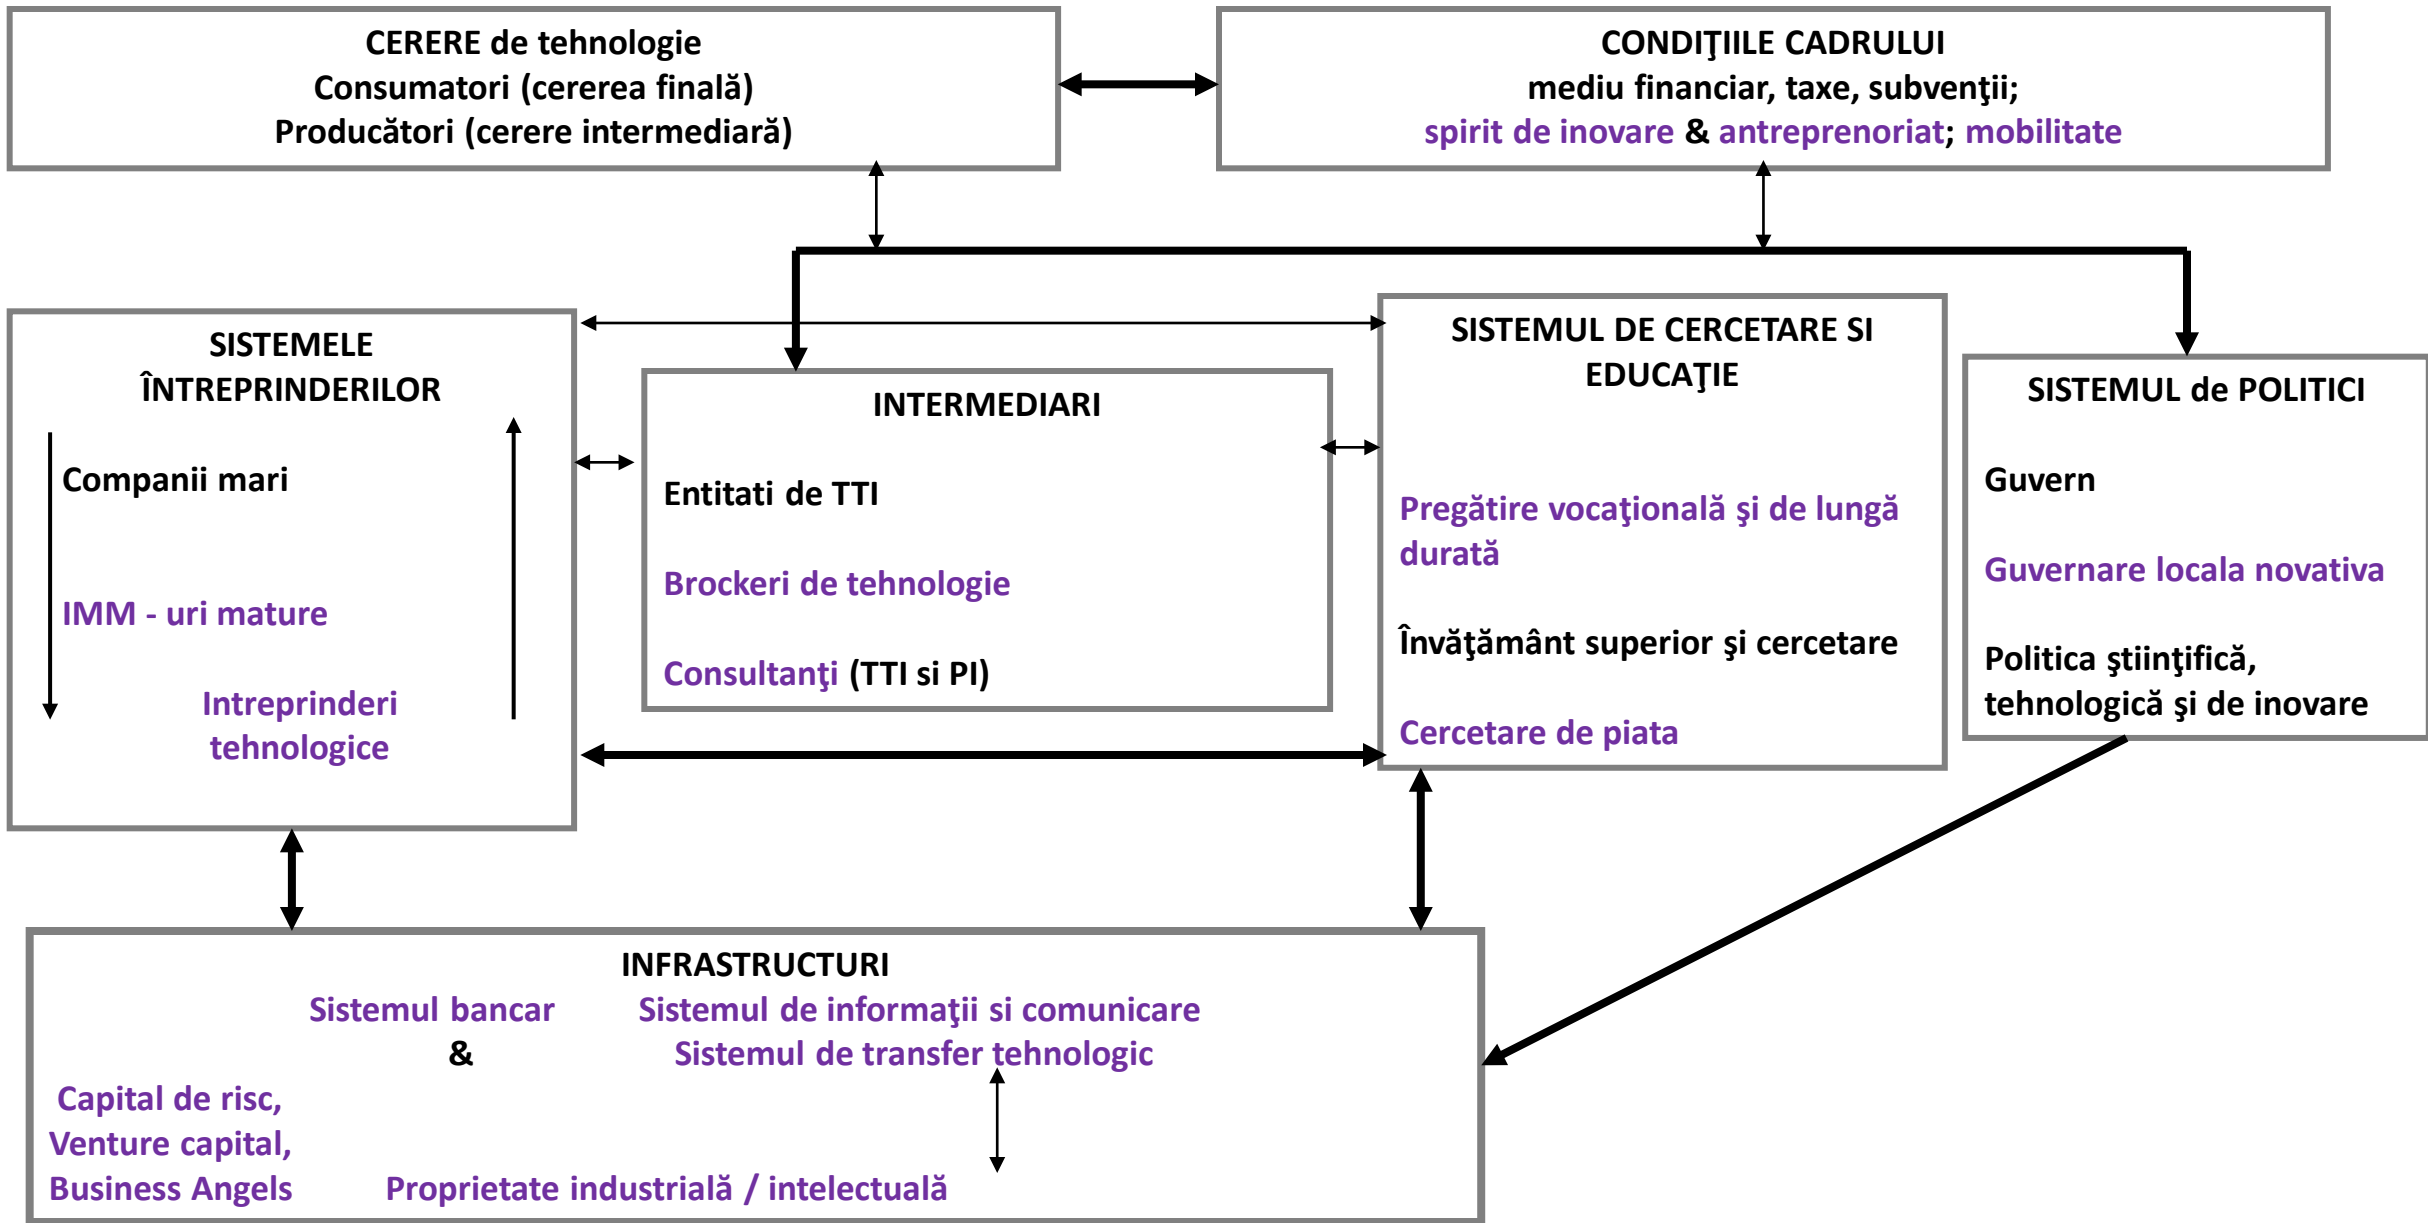 CERERE de tehnologie
Consumatori (cererea finală)
Producători (cerere intermediară)
CONDIŢIILE CADRULUI
mediu financiar, taxe, subvenţii;
spirit de inovare & antreprenoriat; mobilitate
SISTEMELE
ÎNTREPRINDERILOR
Companii mari
IMM - uri mature
Intreprinderi
tehnologice
INTERMEDIARI
Entitati de TTI
Brockeri de tehnologie
Consultanţi (TTI si PI)
SISTEMUL DE CERCETARE SI
EDUCAŢIE
Pregătire vocaţională şi de lungă
durată
Învăţământ superior şi cercetare
Cercetare de piata
SISTEMUL de POLITICI
Guvern
Guvernare locala novativa
Politica ştiinţifică,
tehnologică şi de inovare
INFRASTRUCTURI
Sistemul bancar Sistemul de informaţii si comunicare
& Sistemul de transfer tehnologic
Capital de risc,
Venture capital,
Business Angels Proprietate industrială / intelectuală